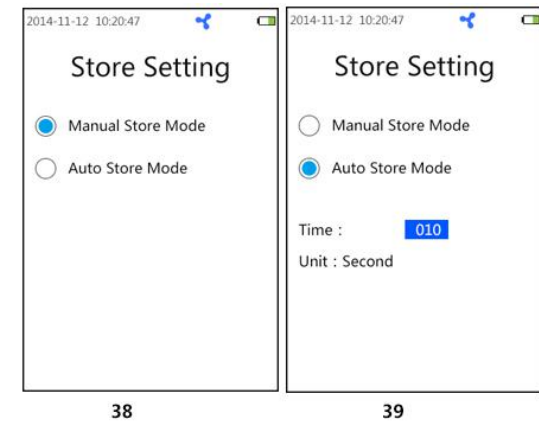 2014-11-12 10:20:47
Store Setting
Manual Store Mode
Auto Store Mode
38
2014-11-12 10:20:47
Store Setting
Manual Store Mode
Auto Store Mode
Time : 010
Unit : Second
39